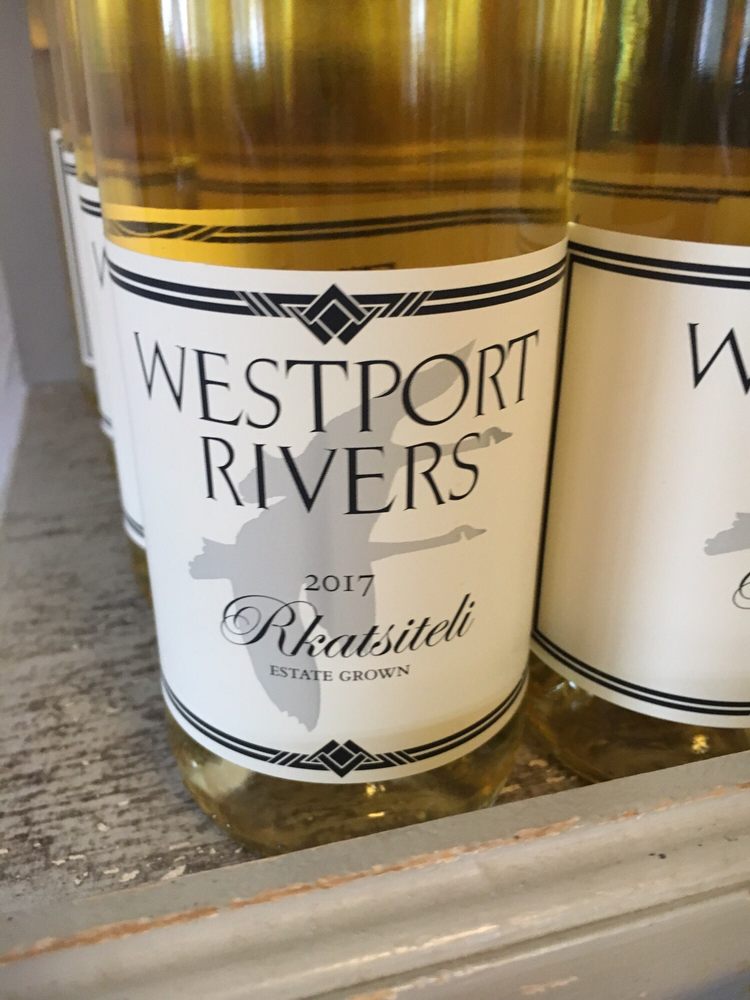 WESTPORT
RIVERS
2017
Rkatsiteli
ESTATE GROWN
W
W